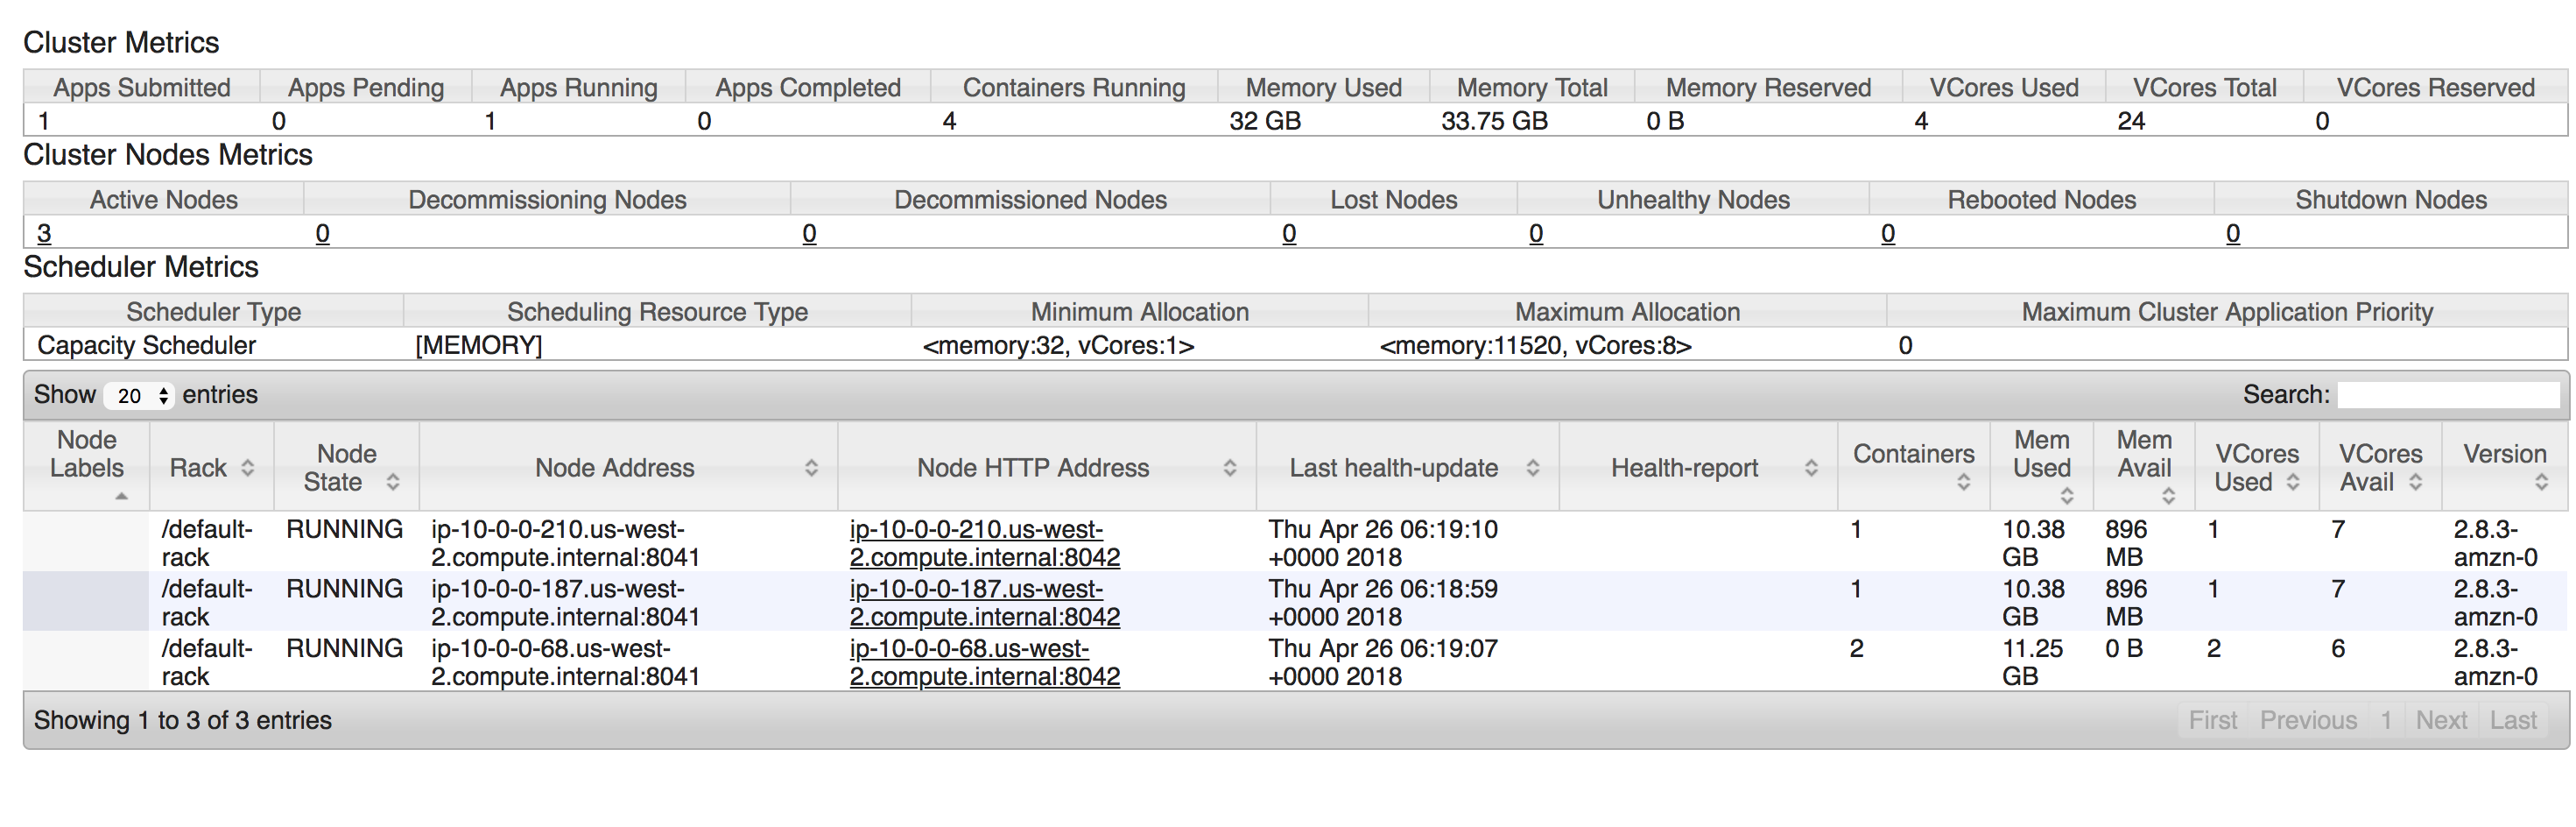 Cluster Metrics
Apps Submitted Apps Pending Apps Running Apps Completed Containers Running Memory Used Memory Total Memory Reserved VCores Used VCores Total VCores Reserved
1 0 1 0 4 32 GB 33.75 GB 0 B 4 24 0
Cluster Nodes Metrics
Active Nodes Decommissioning Nodes Decommissioned Nodes Lost Nodes Unhealthy Nodes Rebooted Nodes Shutdown Nodes
3 0 0 0 0 0 0
Scheduler Metrics
Scheduler Type Scheduling Resource Type Minimum Allocation Maximum Allocation Maximum Cluster Application Priority
Capacity Scheduler [MEMORY] <memory:32, vCores:1> <memory:11520, vCores:8> 0
Show 20 entries Search:
Node Labels Rack Node State Node Address Node HTTP Address Last health-update Health-report Containers Mem Used Mem Avail VCores Used VCores Avail Version
/default- RUNNING ip-10-0-0-210.us-west- ip-10-0-0-210.us-west- Thu Apr 26 06:19:10 1 10.38 896 1 7 2.8.3-
rack 2.compute.internal:8041 2.compute.internal:8042 +0000 2018 GB MB amzn-0
/default- RUNNING ip-10-0-0-187.us-west- ip-10-0-0-187.us-west- Thu Apr 26 06:18:59 1 10.38 896 1 7 2.8.3-
rack 2.compute.internal:8041 2.compute.internal:8042 +0000 2018 GB MB amzn-0
/default- RUNNING ip-10-0-0-68.us-west- ip-10-0-0-68.us-west- Thu Apr 26 06:19:07 2 11.25 0 B 2 6 2.8.3-
rack 2.compute.internal:8041 2.compute.internal:8042 +0000 2018 GB amzn-0
Showing 1 to 3 of 3 entries First Previous 1 Next Last